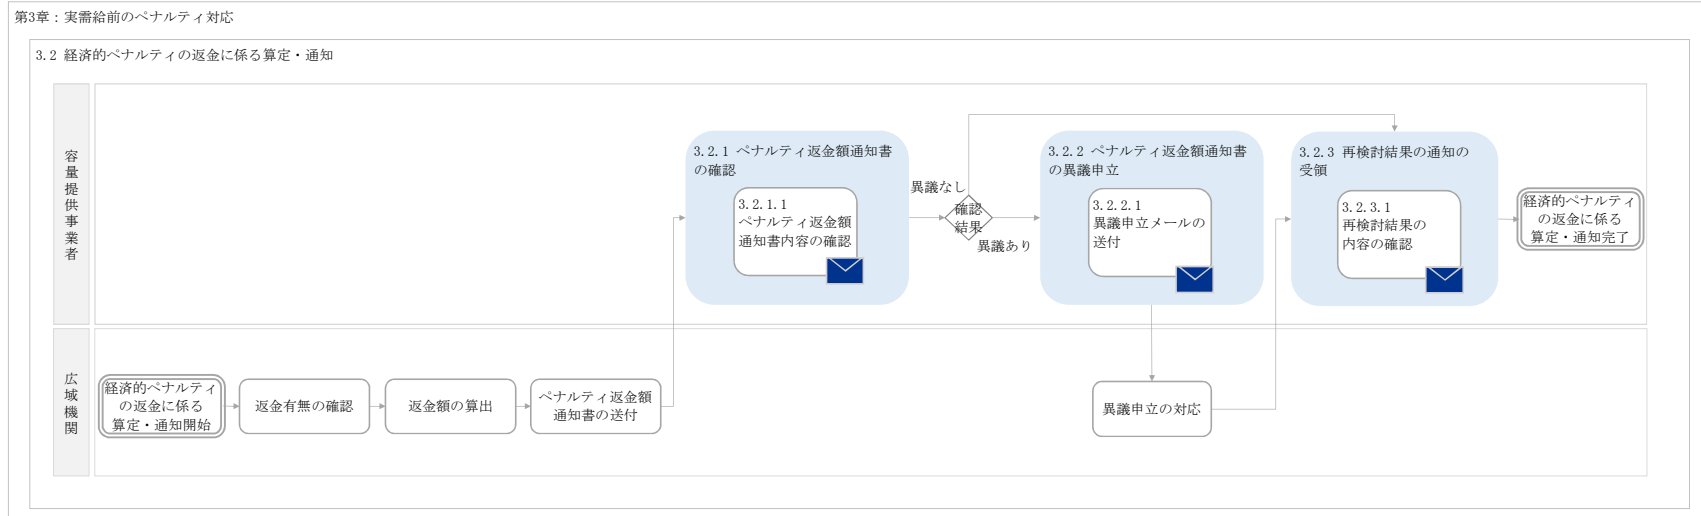 第3章：実需給前のペナルティ対応
3.2 経済的ペナルティの返金に係る算定・通知
容量提供事業者
3.2.1 ペナルティ返金額通知書
の確認
3.2.1.1
ペナルティ返金額
通知書内容の確認
異議なし
確認
結果
異議あり
3.2.2 ペナルティ返金額通知書
の異議申立
3.2.2.1
異議申立メールの
送付
3.2.3 再検討結果の通知の
受領
3.2.3.1
再検討結果の
内容の確認
経済的ペナルティ
の返金に係る
算定・通知完了
広域機関
経済的ペナルティ
の返金に係る
算定・通知開始
返金有無の確認
返金額の算出
ペナルティ返金額
通知書の送付
異議申立の対応